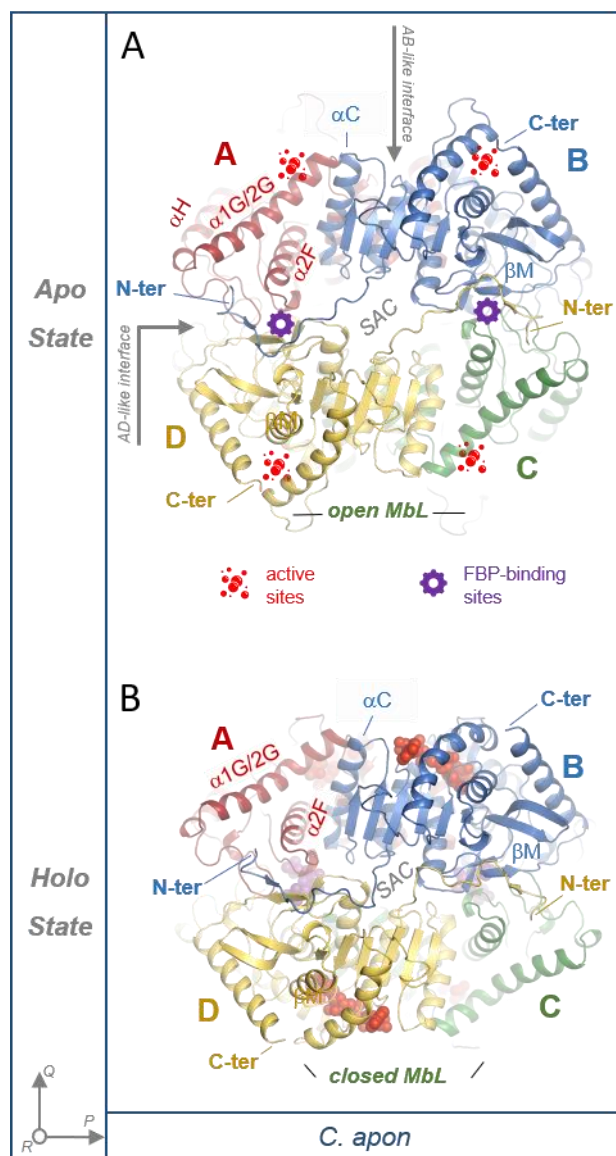 A
AB-like interface
αC
C-ter
A
B
αH
α1G/2G
α2F
N-ter
βM
N-ter
SAC
Apo
State
AD-like interface
βM
D
C
C-ter
open MbL
active
sites
FBP-binding
sites
B
αC
C-ter
A
α1G/2G
B
α2F
βM
SAC
N-ter
N-ter
Holo
State
βM
D
C
C-ter
closed MbL
Q
R
P
C. apon